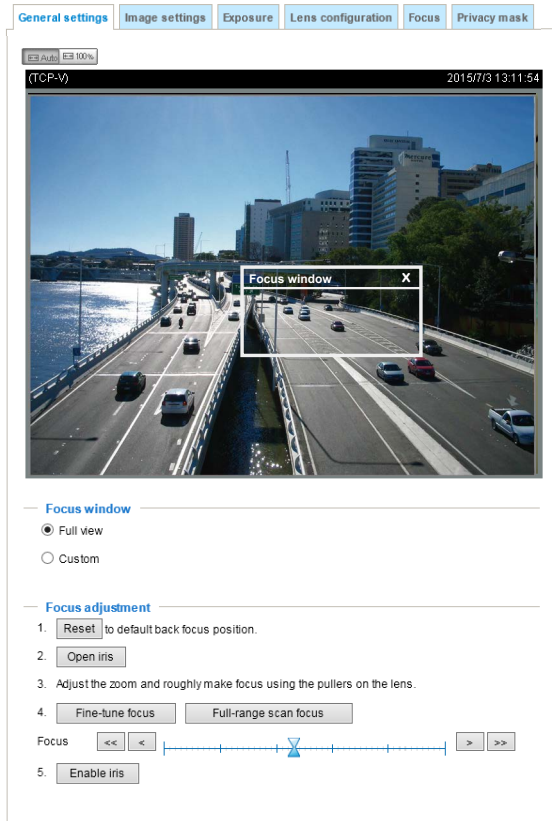 General settings Image settings Exposure Lens configuration Focus Privacy mask
Auto 100%
(TCP-V) 2015/7/3 13:11:54
Focus window X
Focus window
Full view
Custom
Focus adjustment
1. Reset to default back focus position.
2. Open iris
3. Adjust the zoom and roughly make focus using the pullers on the lens.
4. Fine-tune focus Full-range scan focus
Focus << < > >>
5. Enable iris